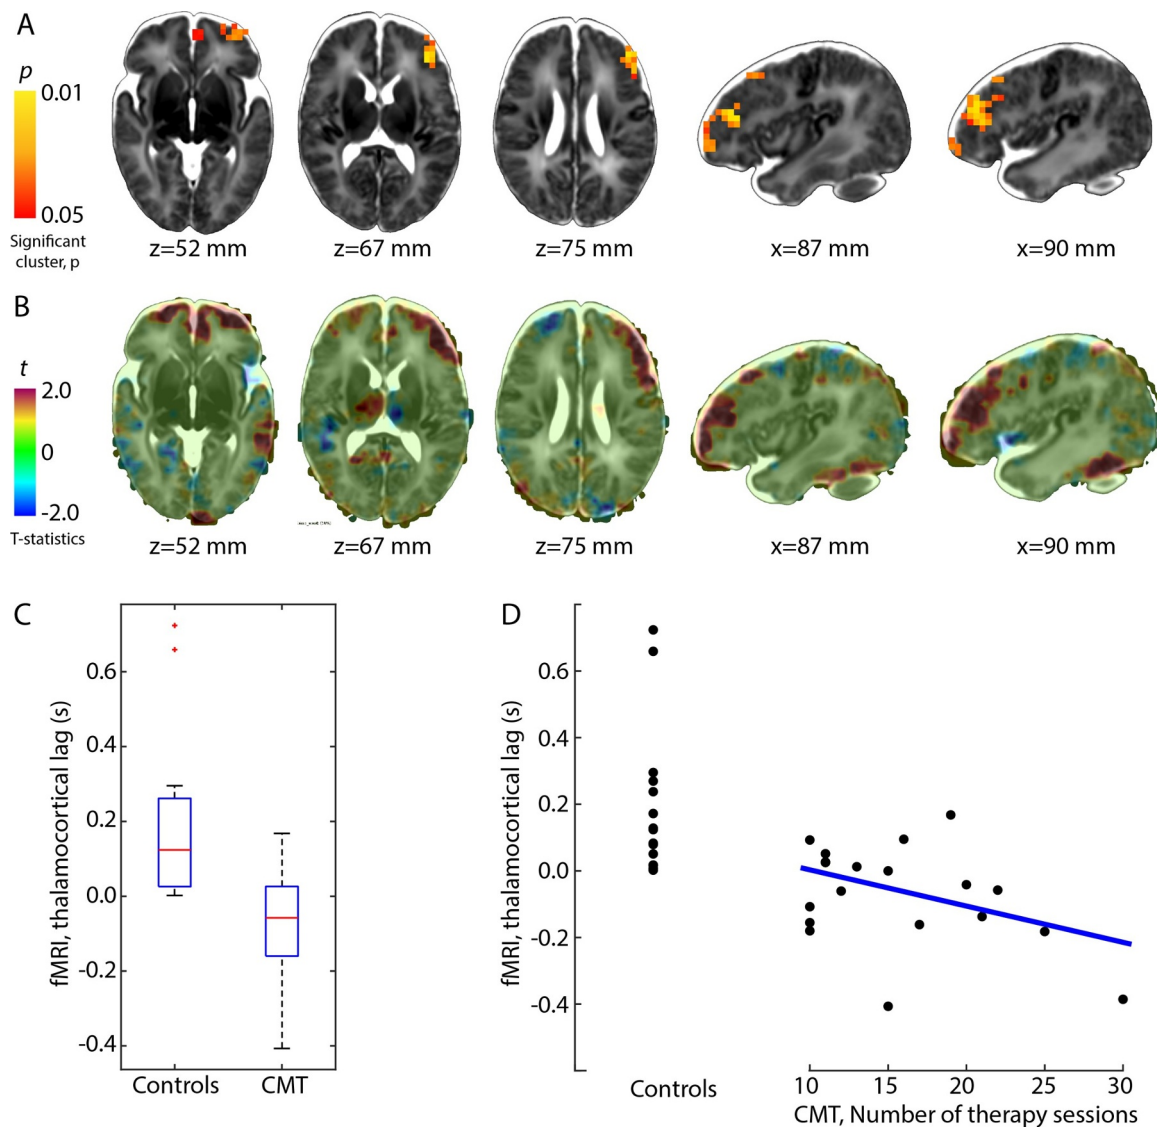 A
p
0.01
0.05
Significant
cluster, p
z=52 mm
z=67 mm
z=75 mm
x=87 mm
x=90 mm
B
t
2.0
0
-2.0
T-statistics
z=52 mm
z=67 mm
z=75 mm
x=87 mm
x=90 mm
C
fMRI, thalamocortical lag (s)
0.6
0.4
0.2
0.0
-0.2
-0.4
Controls
CMT
D
fMRI, thalamocortical lag (s)
0.6
0.4
0.2
0.0
-0.2
-0.4
Controls
10
15
20
25
30
CMT, Number of therapy sessions